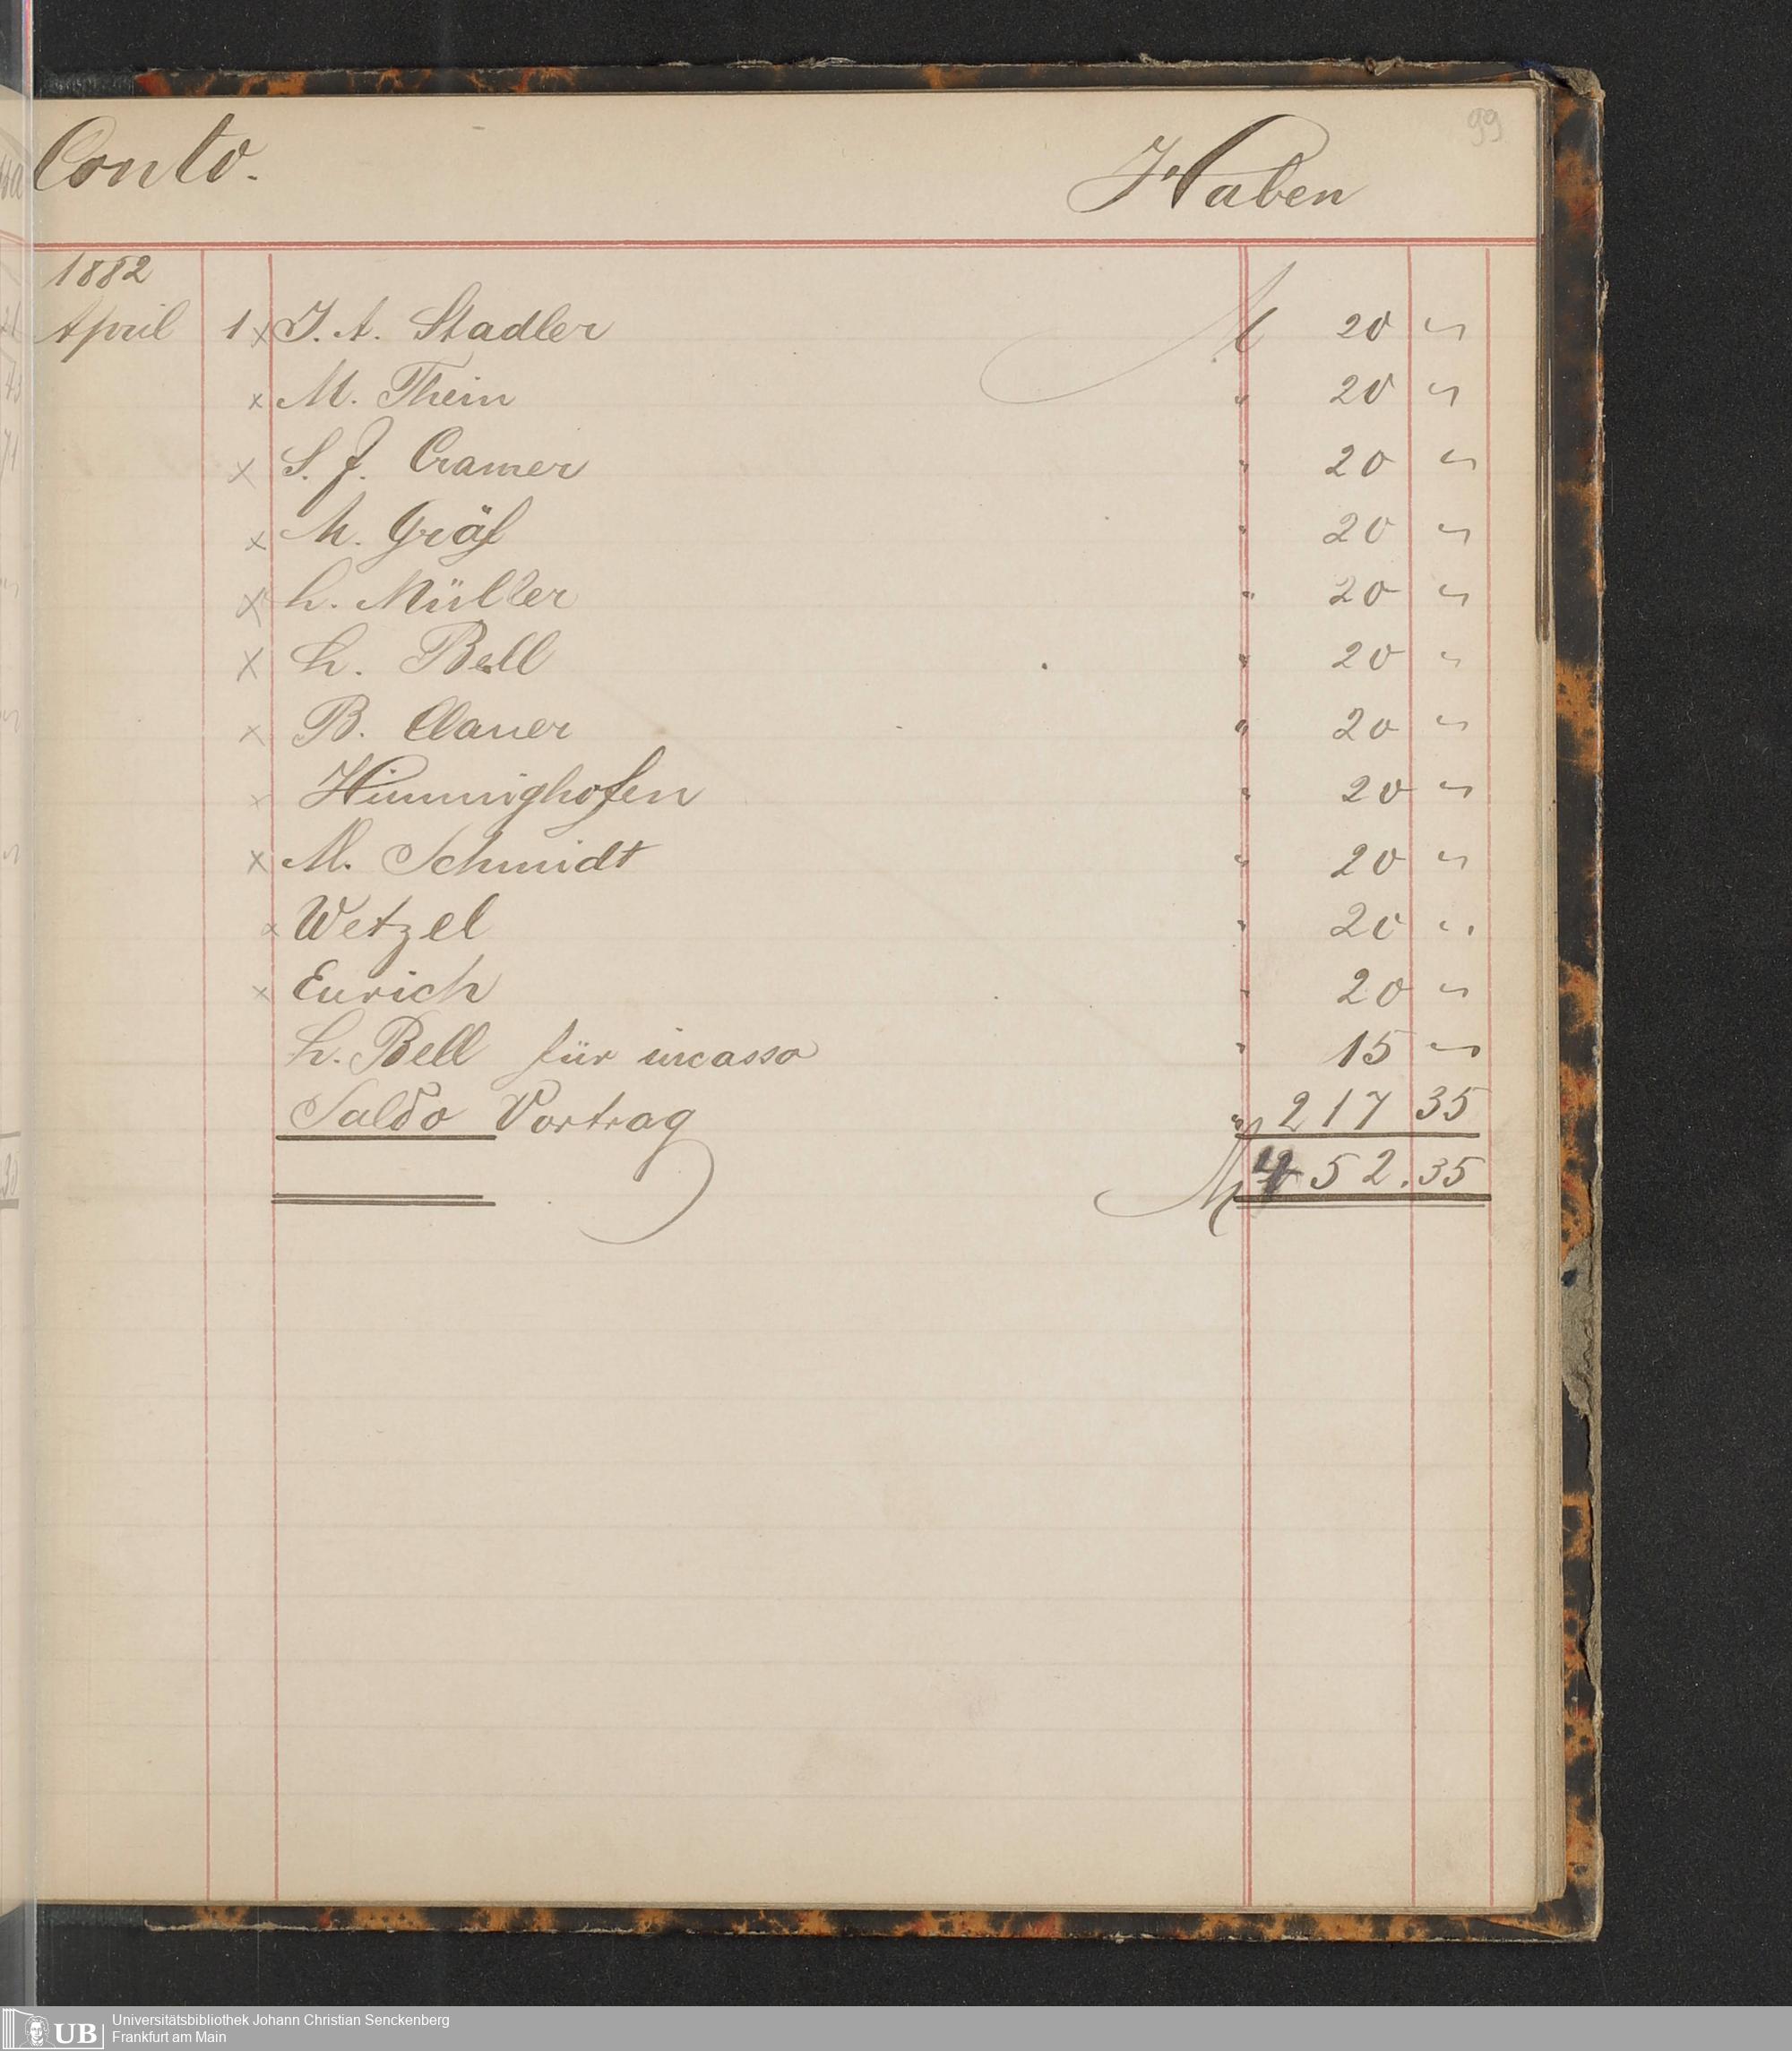 99
Conto. Haben
1882
April 1 x J. A. Stadler M 20 "
x M. Thein " 20 "
x S. J. Cramer " 20 "
x M. Gräf " 20 "
x h. Müller " 20 "
x h. Bell " 20 "
x B. Clauer " 20 "
x Himmighofen " 20 "
x M. Schmidt " 20 "
x Wetzel " 20 "
x Eurich " 20 "
h. Bell für incasso " 15 "
Saldo Vortrag " 217 35
M 452.35
UB Universitätsbibliothek Johann Christian Senckenberg
Frankfurt am Main